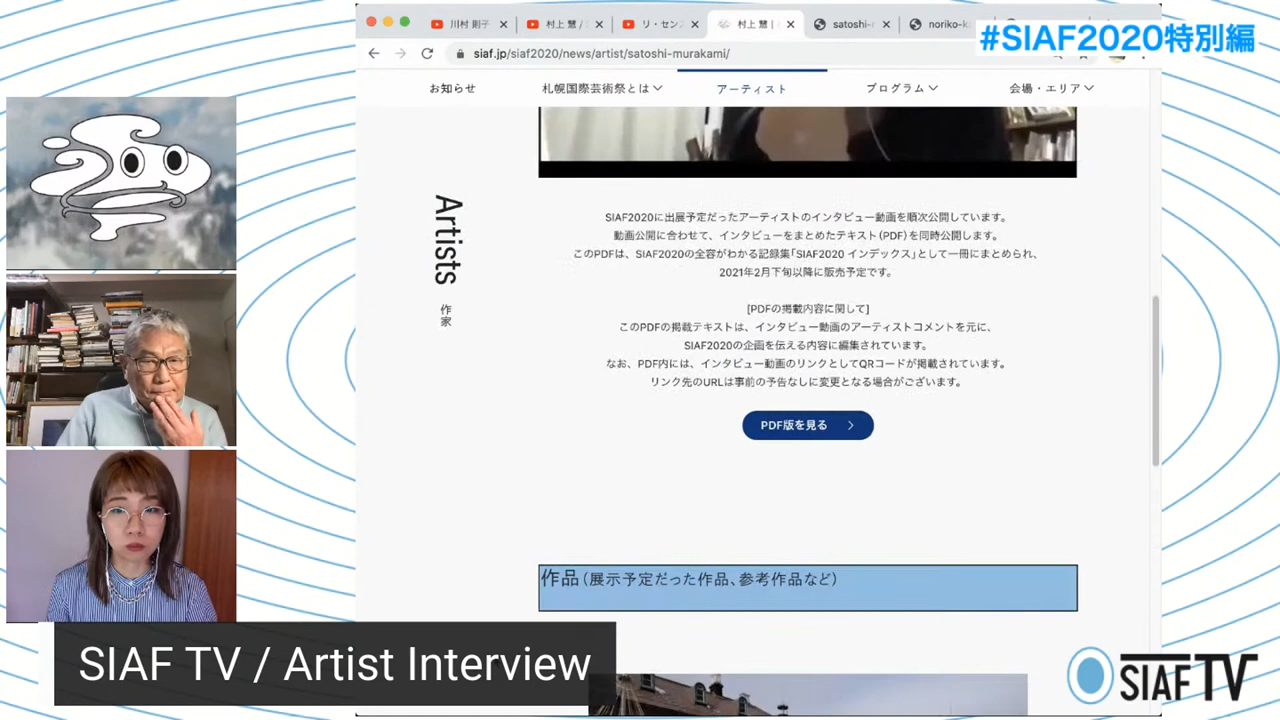 川村 則子
村上 慧 /
リ・セン
村上 慧 |
satoshi-
noriko-k
#SIAF2020特別編
siaf.jp/siaf2020/news/artist/satoshi-murakami/
お知らせ
札幌国際芸術祭とは
アーティスト
プログラム
会場・エリア
Artists
作家
SIAF2020に出展予定だったアーティストのインタビュー動画を順次公開しています。
動画公開に合わせて、インタビューをまとめたテキスト(PDF)を同時公開します。
このPDFは、SIAF2020の全容がわかる記録集「SIAF2020 インデックス」として一冊にまとめられ、
2021年2月下旬以降に販売予定です。
[PDFの掲載内容に関して]
このPDFの掲載テキストは、インタビュー動画のアーティストコメントを元に、
SIAF2020の企画を伝える内容に編集されています。
なお、PDF内には、インタビュー動画のリンクとしてQRコードが掲載されています。
リンク先のURLは事前の予告なしに変更となる場合がございます。
PDF版を見る
作品(展示予定だった作品、参考作品など)
SIAF TV / Artist Interview
SIAF TV